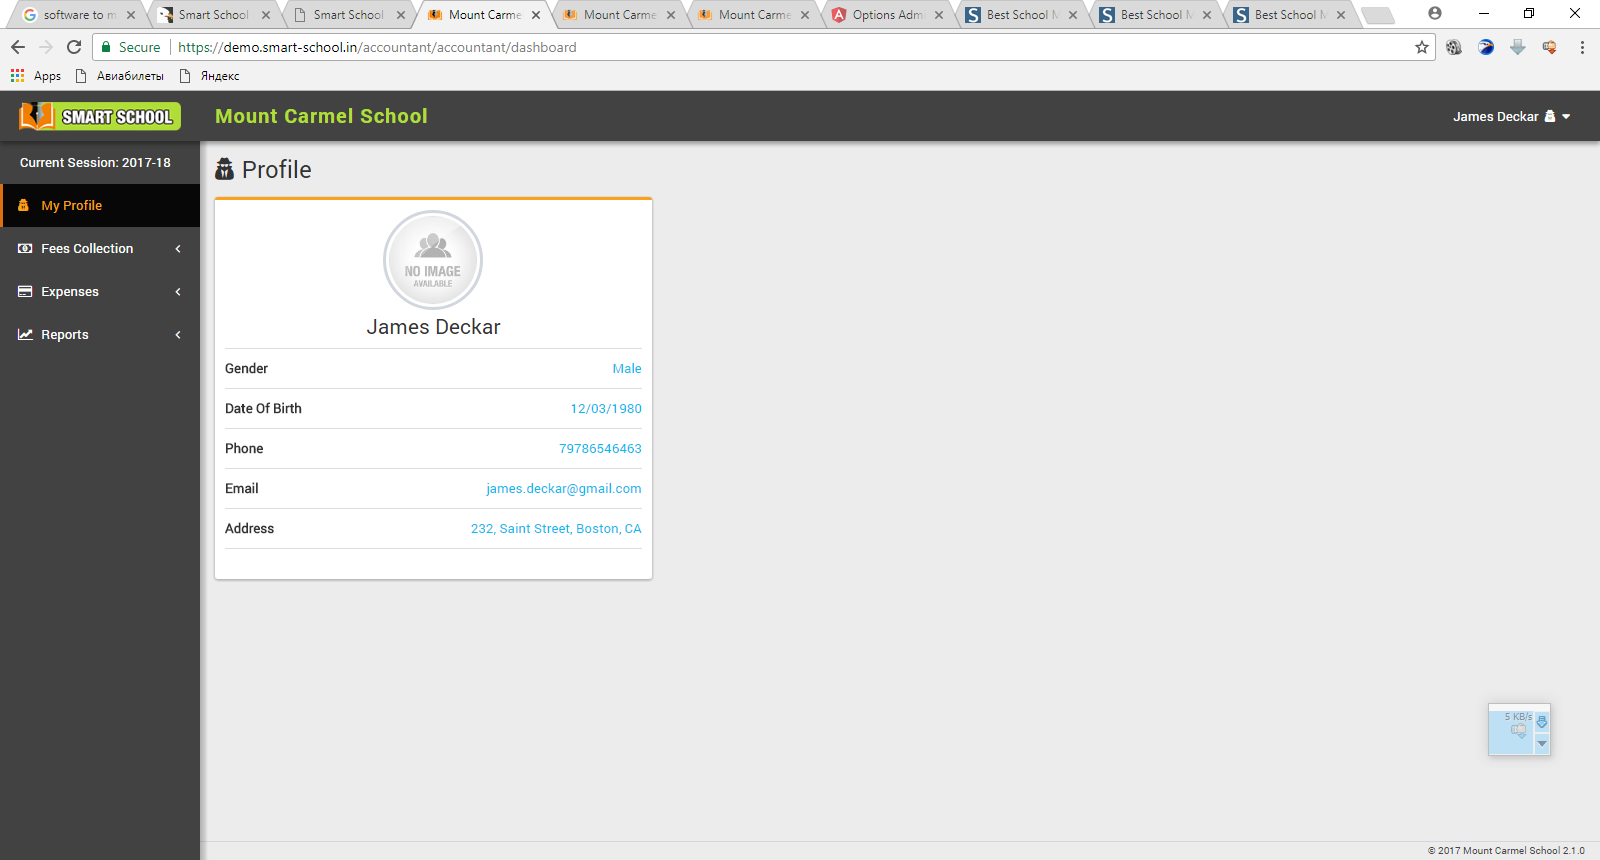 software to m
Smart School
Smart School
Mount Carme
Mount Carme
Mount Carme
Options Adm
Best School M
Best School M
Best School M
Secure https://demo.smart-school.in/accountant/accountant/dashboard
Apps Авиабилеты Яндекс
SMART SCHOOL
Mount Carmel School
James Deckar
Current Session: 2017-18
My Profile
Fees Collection
Expenses
Reports
Profile
NO IMAGE
AVAILABLE
James Deckar
Gender Male
Date Of Birth 12/03/1980
Phone 79786546463
Email james.deckar@gmail.com
Address 232, Saint Street, Boston, CA
5 KB/s
© 2017 Mount Carmel School 2.1.0